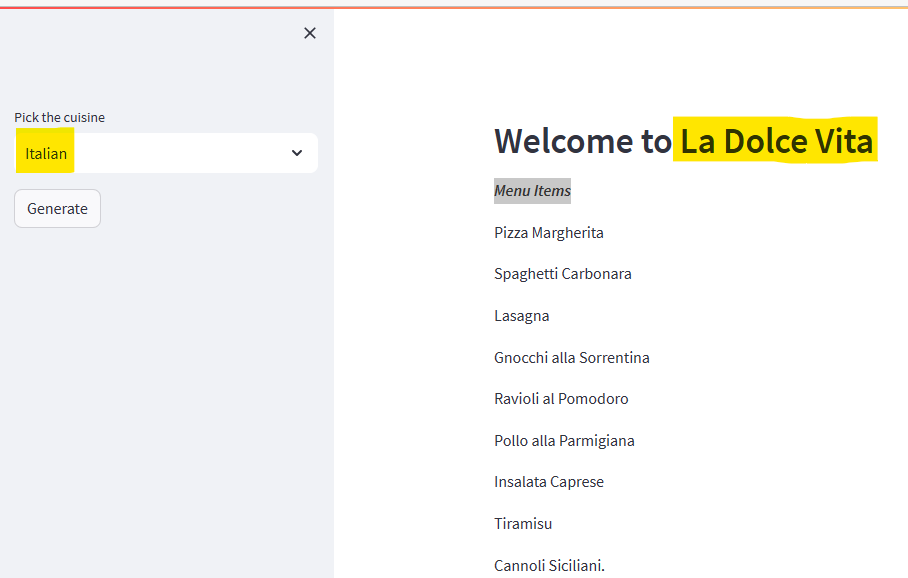 Pick the cuisine
Italian
Generate
Welcome to La Dolce Vita
Menu Items
Pizza Margherita
Spaghetti Carbonara
Lasagna
Gnocchi alla Sorrentina
Ravioli al Pomodoro
Pollo alla Parmigiana
Insalata Caprese
Tiramisu
Cannoli Siciliani.